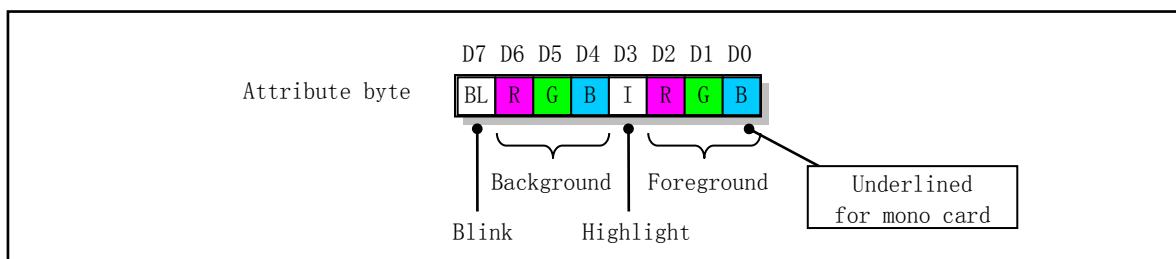 D7 D6 D5 D4 D3 D2 D1 D0
Attribute byte BL R G B I R G B
Background Foreground
Underlined
for mono card
Blink Highlight